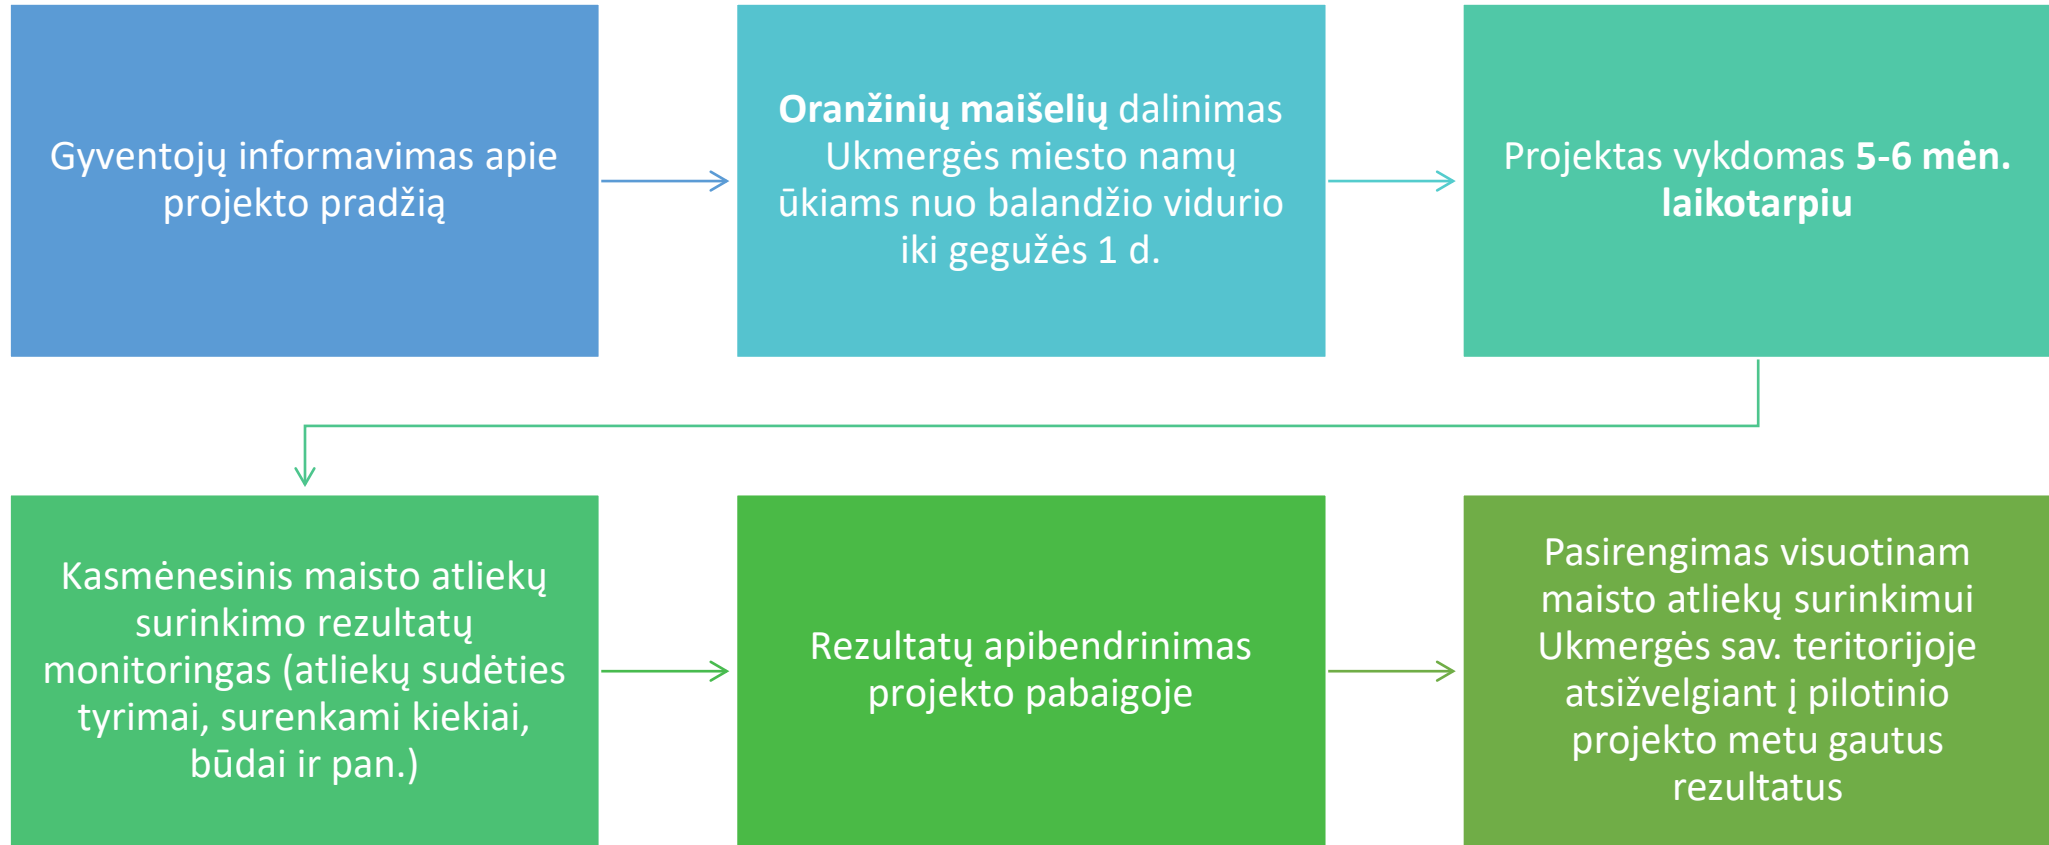 Gyventojų informavimas apie
projekto pradžią
Oranžinių maišelių dalinimas
Ukmergės miesto namų
ūkiams nuo balandžio vidurio
iki gegužės 1 d.
Projektas vykdomas 5-6 mėn.
laikotarpiu
Kasmėnesinis maisto atliekų
surinkimo rezultatų
monitoringas (atliekų sudėties
tyrimai, surenkami kiekiai,
būdai ir pan.)
Rezultatų apibendrinimas
projekto pabaigoje
Pasirengimas visuotinam
maisto atliekų surinkimui
Ukmergės sav. teritorijoje
atsižvelgiant į pilotinio
projekto metu gautus
rezultatus